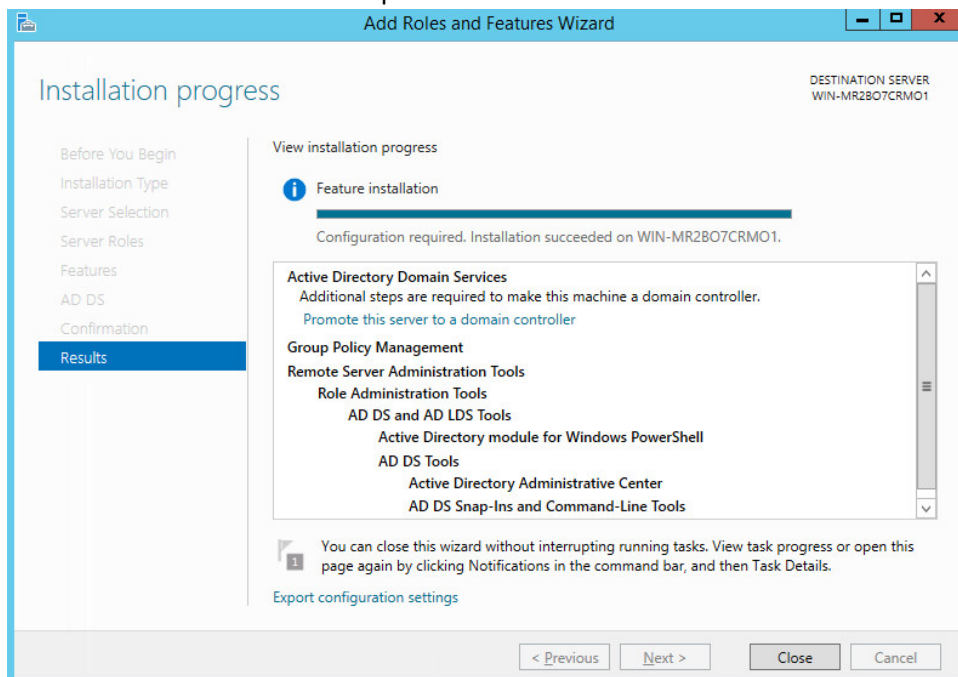 Add Roles and Features Wizard
Installation progress
DESTINATION SERVER
WIN-MR2BO7CRMO1
Before You Begin
Installation Type
Server Selection
Server Roles
Features
AD DS
Confirmation
Results
View installation progress
Feature installation
Configuration required. Installation succeeded on WIN-MR2BO7CRMO1.
Active Directory Domain Services
Additional steps are required to make this machine a domain controller.
Promote this server to a domain controller
Group Policy Management
Remote Server Administration Tools
Role Administration Tools
AD DS and AD LDS Tools
Active Directory module for Windows PowerShell
AD DS Tools
Active Directory Administrative Center
AD DS Snap-Ins and Command-Line Tools
1
You can close this wizard without interrupting running tasks. View task progress or open this
page again by clicking Notifications in the command bar, and then Task Details.
Export configuration settings
< Previous
Next >
Close
Cancel